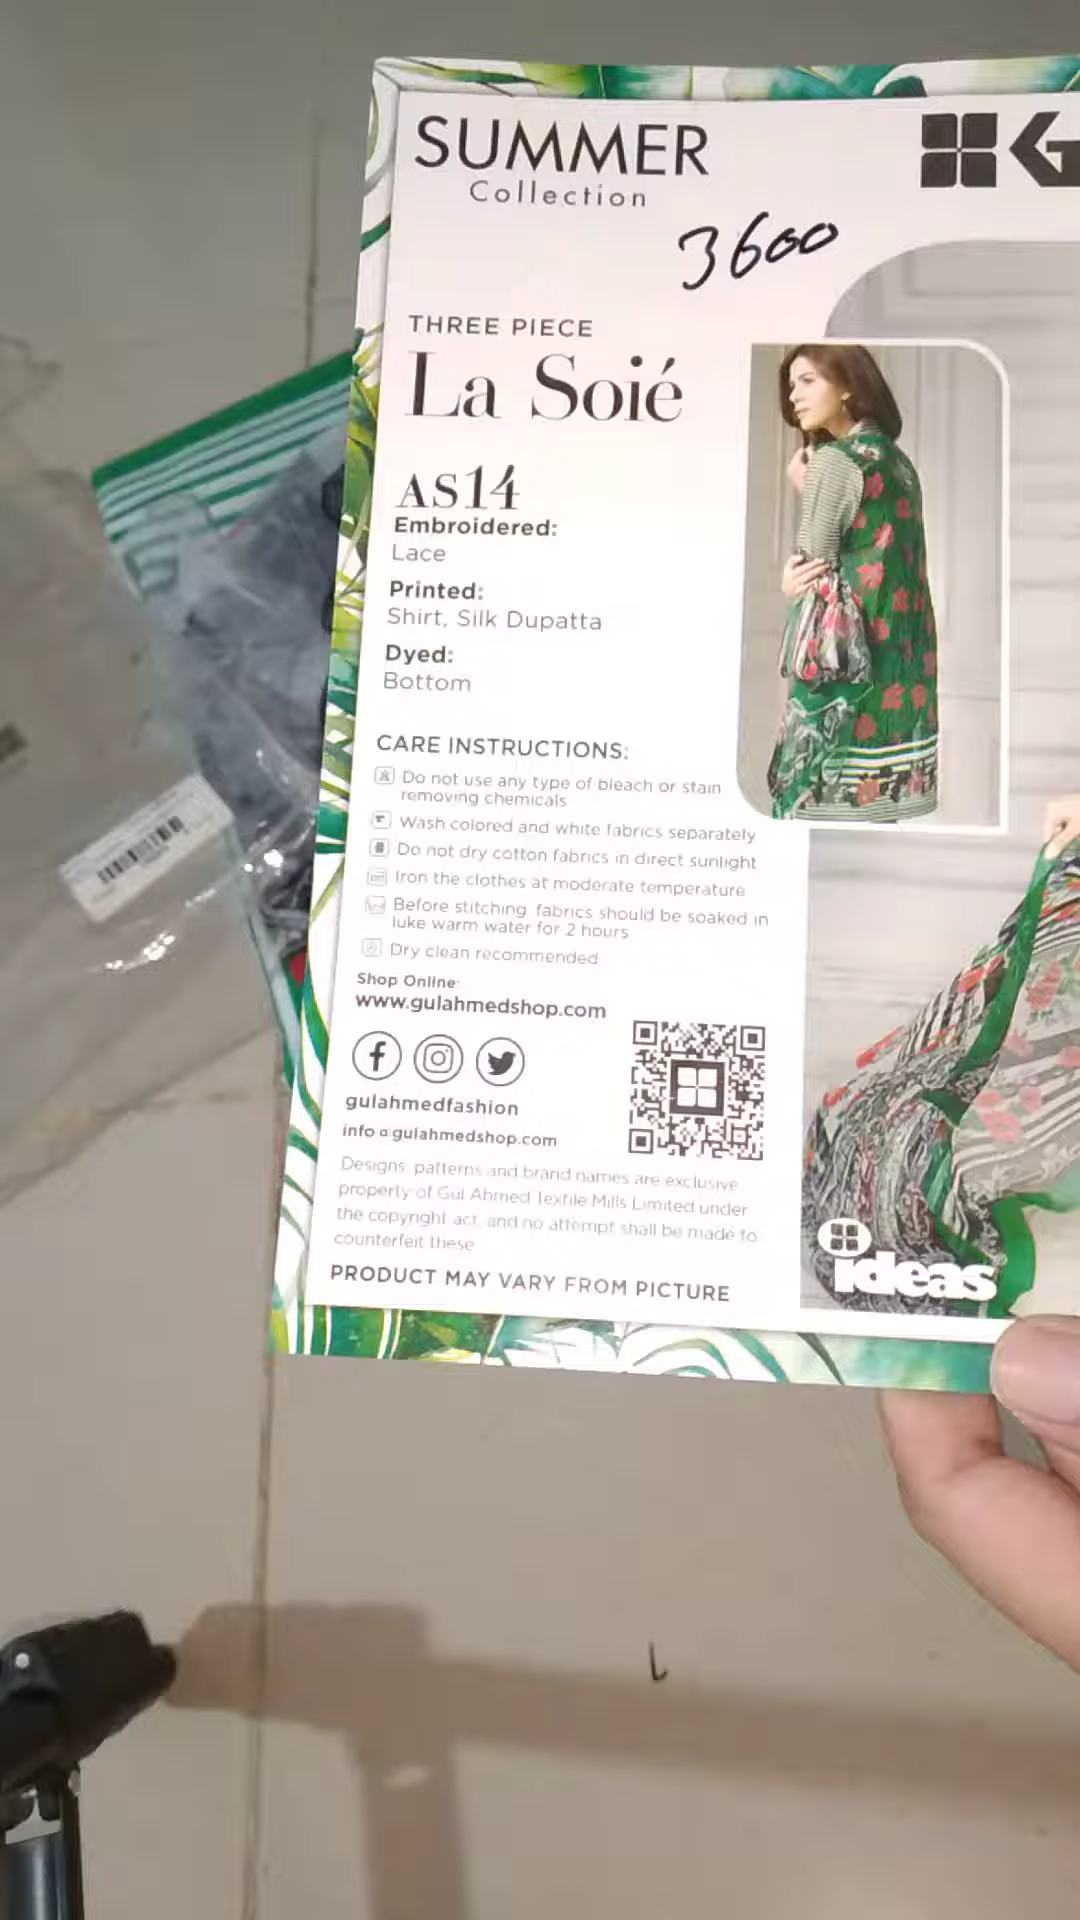 SUMMER
Collection
G
3600
THREE PIECE
La Soié
AS14
Embroidered:
Lace
Printed:
Shirt, Silk Dupatta
Dyed:
Bottom
CARE INSTRUCTIONS:
Do not use any type of bleach or stain
removing chemicals
Wash colored and white fabrics separately
Do not dry cotton fabrics in direct sunlight
Iron the clothes at moderate temperature
Before stitching, fabrics should be soaked in
luke warm water for 2 hours
Dry clean recommended
Shop Online:
www.gulahmedshop.com
gulahmedfashion
info@gulahmedshop.com
Designs, patterns and brand names are exclusive
property of Gul Ahmed Textile Mills Limited under
the copyright act, and no attempt shall be made to
counterfeit these
PRODUCT MAY VARY FROM PICTURE
ideas